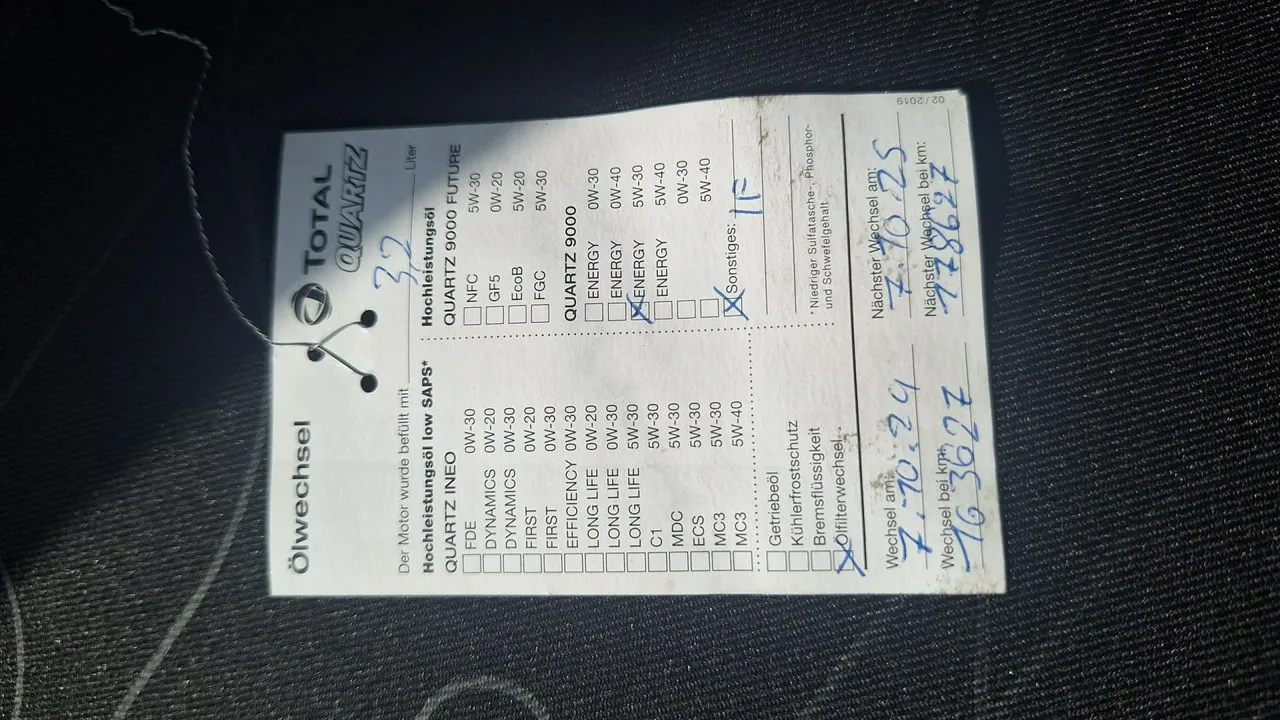 Ölwechsel
TOTAL
QUARTZ
Der Motor wurde befüllt mit 3,2 Liter
Hochleistungsöl low SAPS*
QUARTZ INEO
FDE 0W-30
DYNAMICS 0W-20
DYNAMICS 0W-30
FIRST 0W-20
FIRST 0W-30
EFFICIENCY 0W-30
LONG LIFE 0W-20
LONG LIFE 0W-30
LONG LIFE 5W-30
C1 5W-30
MDC 5W-30
ECS 5W-30
MC3 5W-30
MC3 5W-40
Hochleistungsöl
QUARTZ 9000 FUTURE
NFC 5W-30
GF5 0W-20
EcoB 5W-20
FGC 5W-30
QUARTZ 9000
ENERGY 0W-30
ENERGY 0W-40
X ENERGY 5W-30
ENERGY 5W-40
0W-30
5W-40
X Sonstiges: IF
*Niedriger Sulfatasche-, Phosphor-
und Schwefelgehalt
Getriebeöl
Kühlerfrostschutz
Bremsflüssigkeit
X Ölfilterwechsel
Wechsel am: 7.10.24
Nächster Wechsel am: 7.10.25
Wechsel bei km: 163627
Nächster Wechsel bei km: 178627
02/2019